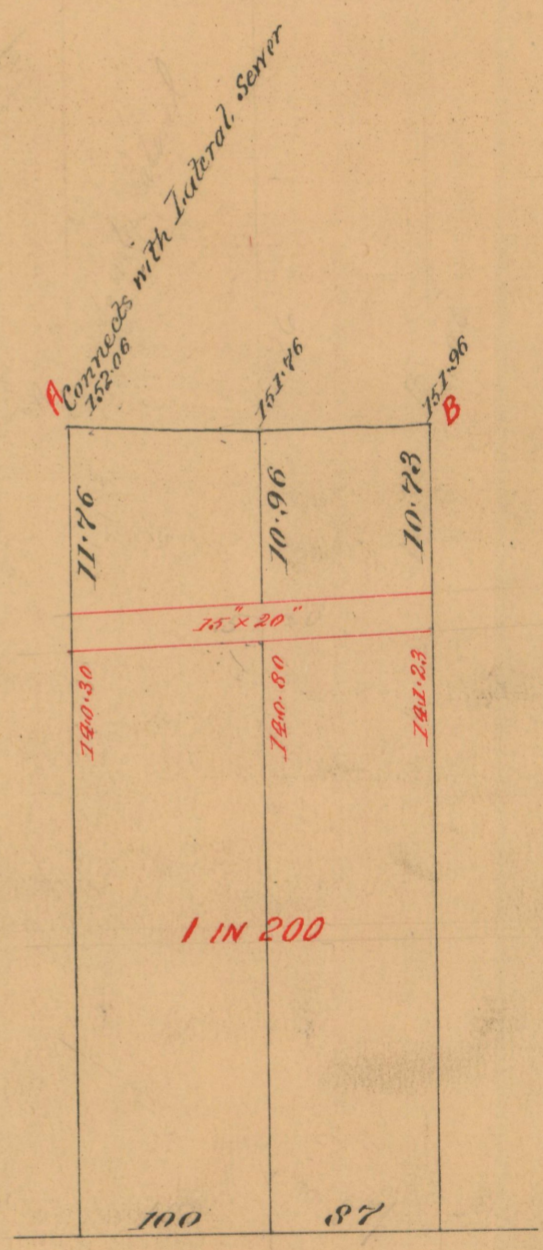 Connects with Lateral Sewer
A
152.06
151.76
151.96
B
11.76
10.96
10.73
15" × 20"
140.30
140.80
141.23
1 IN 200
100
87